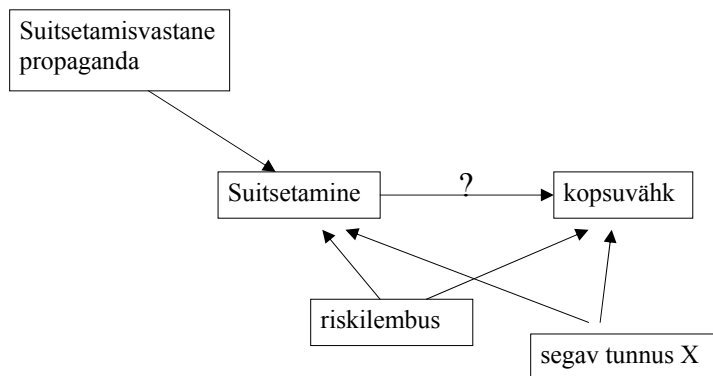 Suitsetamisvastane
propaganda
Suitsetamine
?
kopsuvähk
riskilembus
segav tunnus X